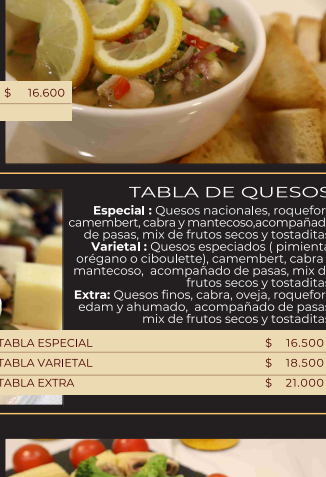 $ 16.600
TABLA DE QUESOS
Especial : Quesos nacionales, roquefor
camembert, cabra y mantecoso,acompañad
de pasas, mix de frutos secos y tostadita
Varietal : Quesos especiados ( pimienta
orégano o ciboulette), camembert, cabra
mantecoso, acompañado de pasas, mix d
frutos secos y tostadita
Extra: Quesos finos, cabra, oveja, roquefor
edam y ahumado, acompañado de pasa
mix de frutos secos y tostadita
TABLA ESPECIAL $ 16.500
TABLA VARIETAL $ 18.500
TABLA EXTRA $ 21.000